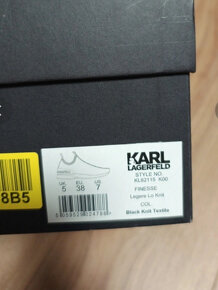 KARL
LAGERFELD
STYLE NO.
KL62115 K00
FINESSE
Legere Lo Knit
COL.
Black Knit Textile
UK EU US
5 38 7
8B5